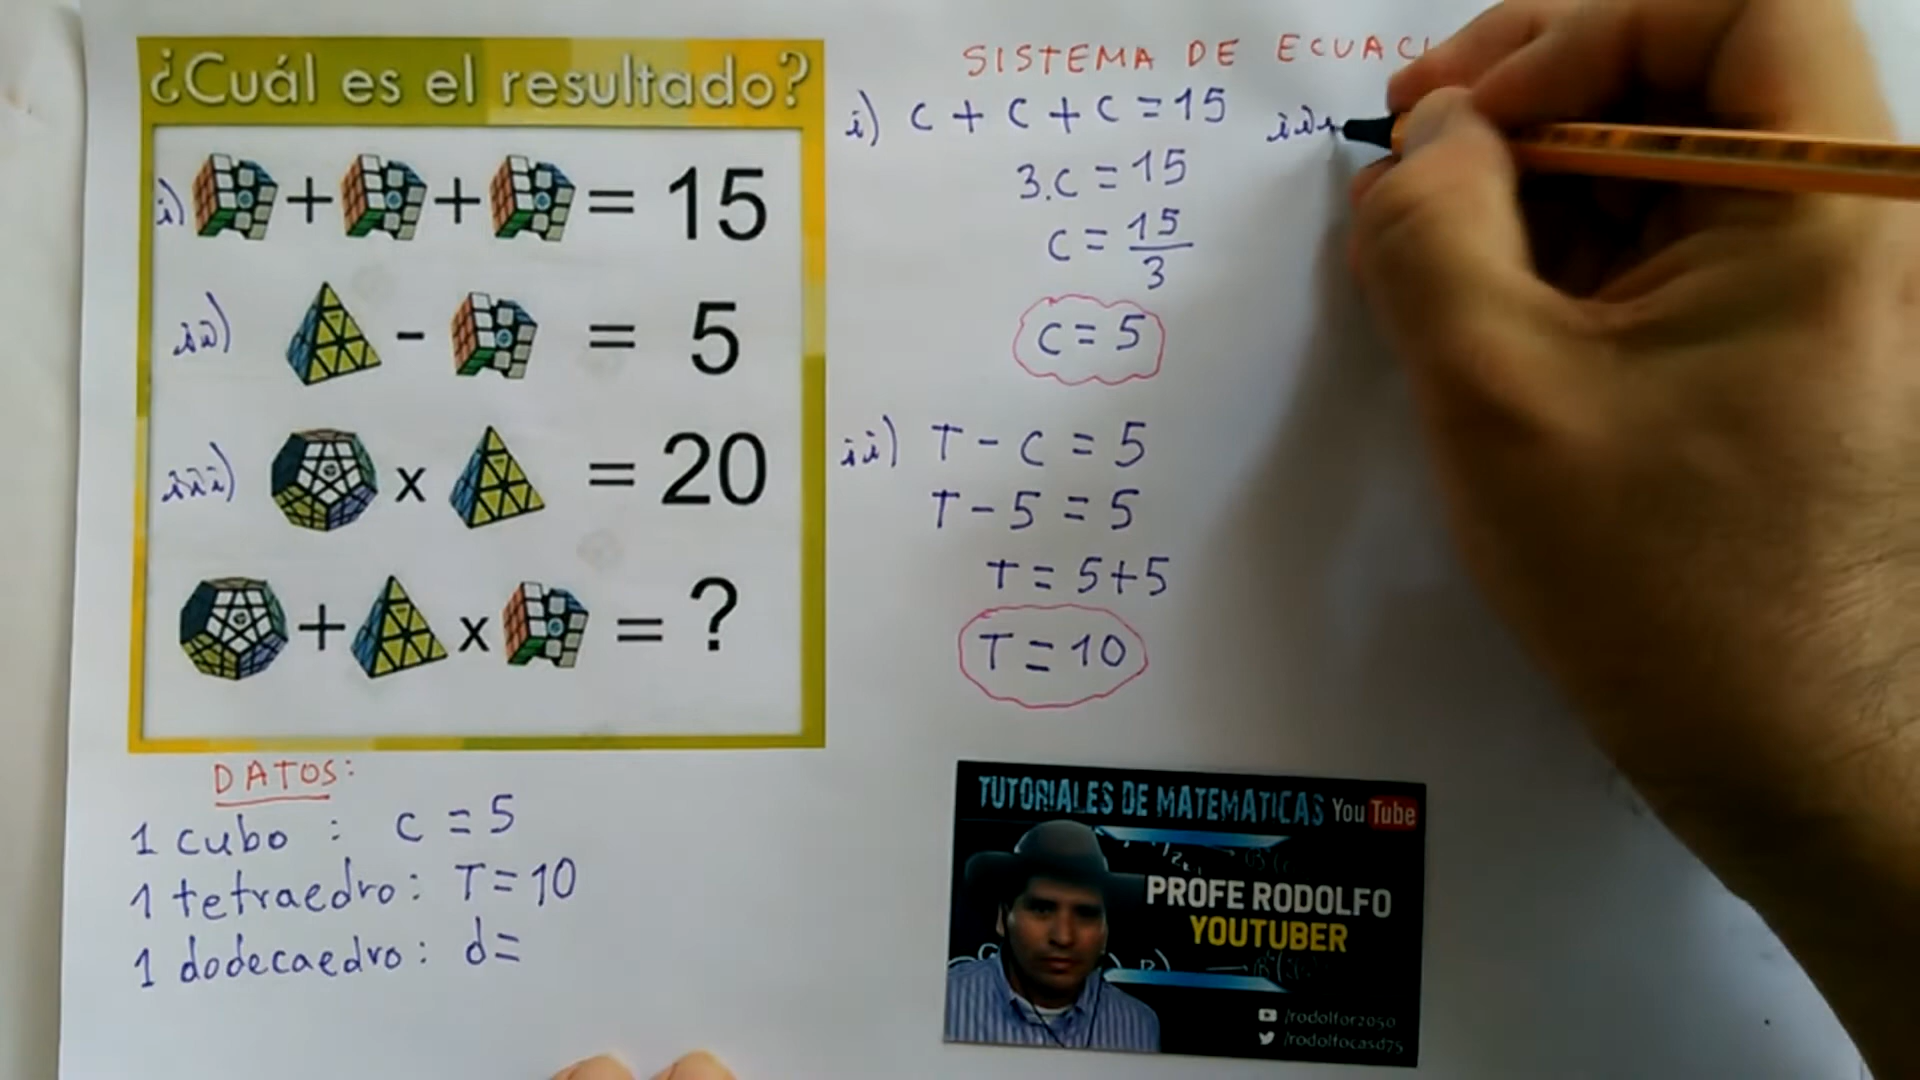 ¿Cuál es el resultado?
i) + + = 15
ii) - = 5
iii) x = 20
+ x = ?
DATOS:
1 cubo : c = 5
1 tetraedro : T = 10
1 dodecaedro : d =
SISTEMA DE
i) c + c + c = 15
3.c = 15
c = 15
3
c = 5
ii) T - c = 5
T - 5 = 5
T = 5+5
T = 10
TUTORIALES DE MATEMATICAS YouTube
PROFE RODOLFO
YOUTUBER
/rodolfor2050
/rodolfocasd75